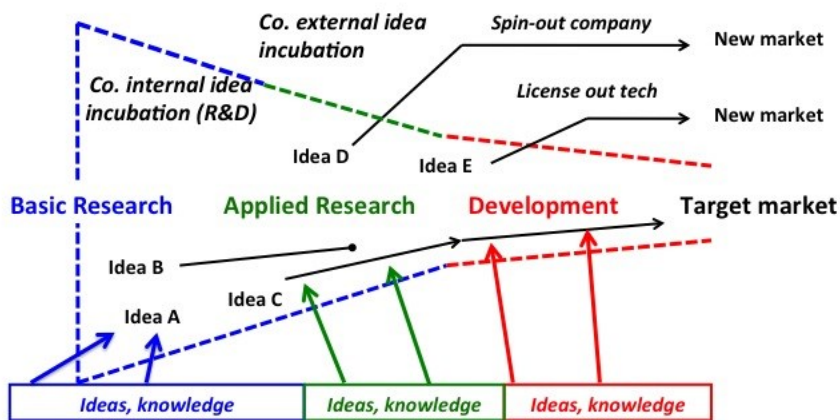 Co. external idea
incubation
Spin-out company
New market
Co. internal idea
incubation (R&D)
License out tech
New market
Idea D
Idea E
Basic Research
Applied Research
Development
Target market
Idea B
Idea C
Idea A
Ideas, knowledge
Ideas, knowledge
Ideas, knowledge